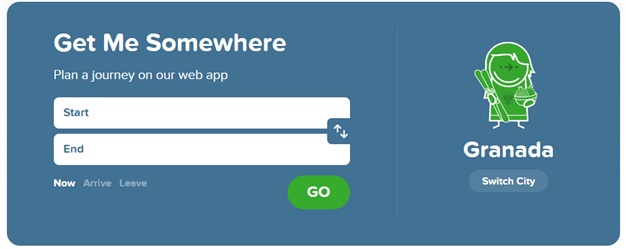 Get Me Somewhere
Plan a journey on our web app
Start
End
Now Arrive Leave
GO
Granada
Switch City